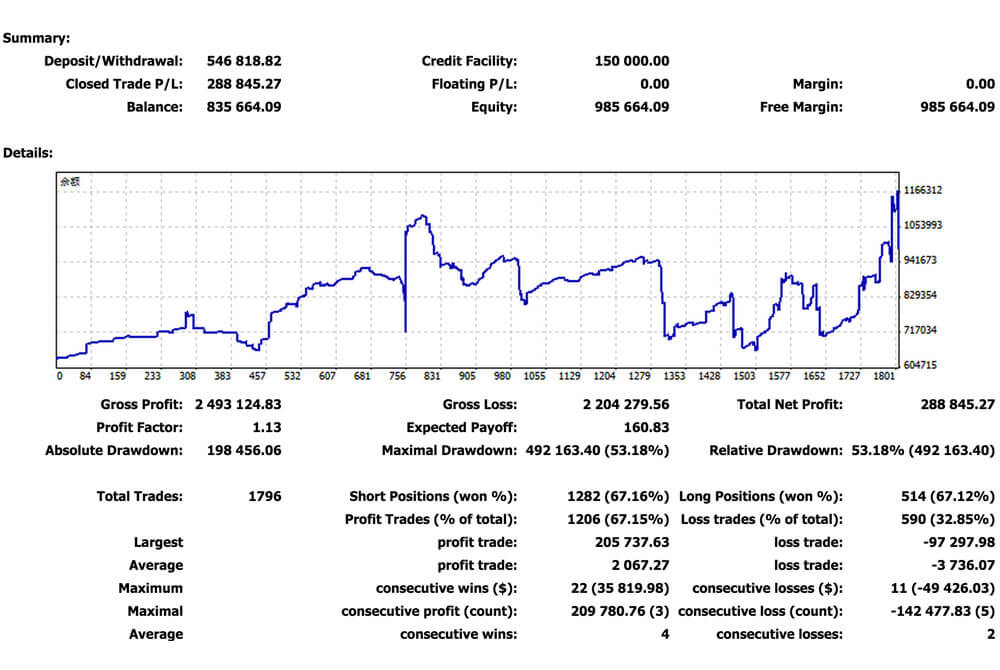 Summary:
Deposit/Withdrawal: 546 818.82 Credit Facility: 150 000.00
Closed Trade P/L: 288 845.27 Floating P/L: 0.00 Margin: 0.00
Balance: 835 664.09 Equity: 985 664.09 Free Margin: 985 664.09
Details:
余额
1166312
1053993
941673
829354
717034
604715
0 84 159 233 308 383 457 532 607 681 756 831 905 980 1055 1129 1204 1279 1353 1428 1503 1577 1652 1727 1801
Gross Profit: 2 493 124.83 Gross Loss: 2 204 279.56 Total Net Profit: 288 845.27
Profit Factor: 1.13 Expected Payoff: 160.83
Absolute Drawdown: 198 456.06 Maximal Drawdown: 492 163.40 (53.18%) Relative Drawdown: 53.18% (492 163.40)
Total Trades: 1796 Short Positions (won %): 1282 (67.16%) Long Positions (won %): 514 (67.12%)
Profit Trades (% of total): 1206 (67.15%) Loss trades (% of total): 590 (32.85%)
Largest profit trade: 205 737.63 loss trade: -97 297.98
Average profit trade: 2 067.27 loss trade: -3 736.07
Maximum consecutive wins ($): 22 (35 819.98) consecutive losses ($): 11 (-49 426.03)
Maximal consecutive profit (count): 209 780.76 (3) consecutive loss (count): -142 477.83 (5)
Average consecutive wins: 4 consecutive losses: 2